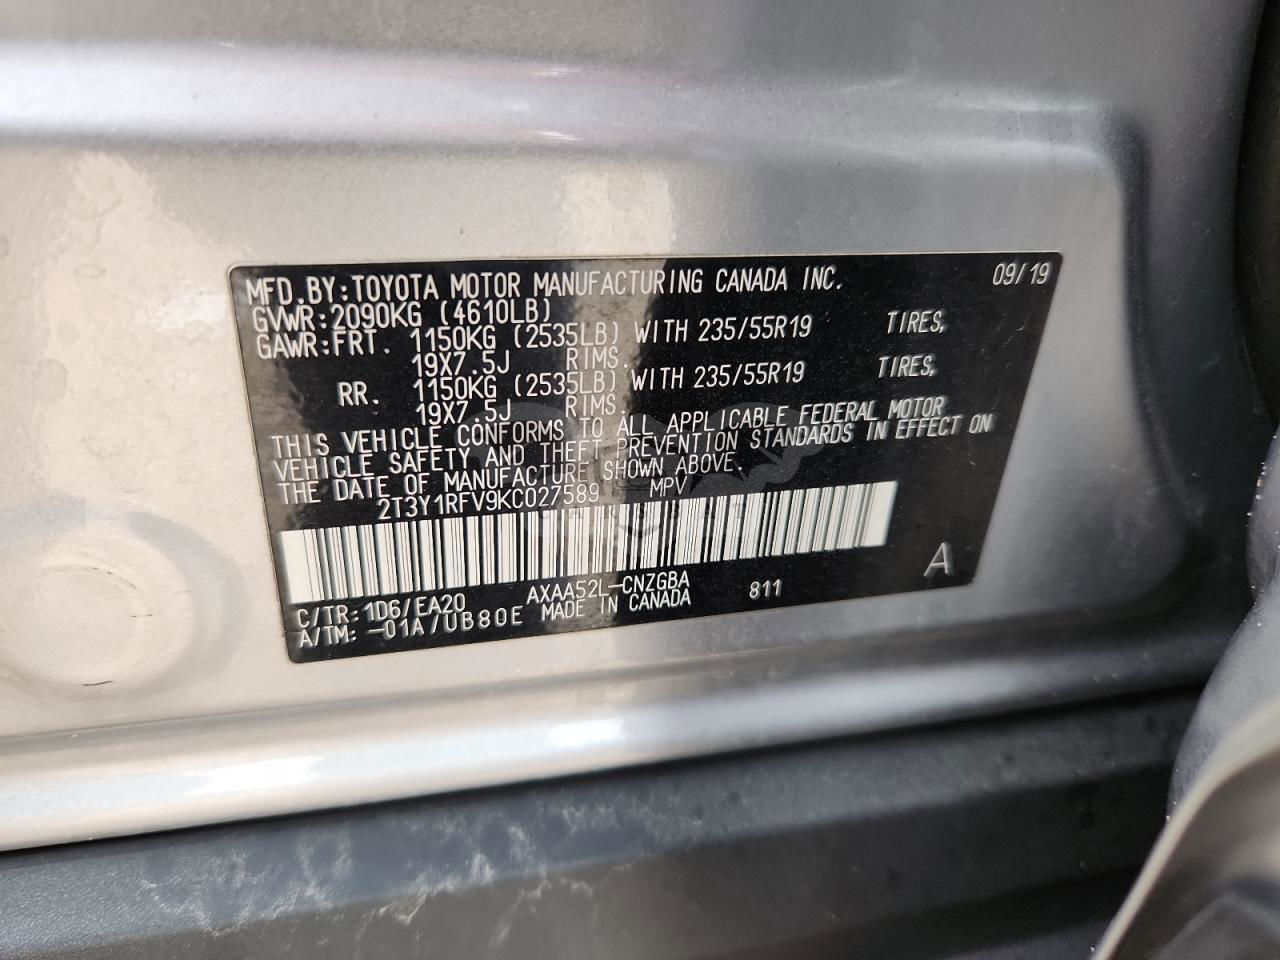 MFD.BY:TOYOTA MOTOR MANUFACTURING CANADA INC. 09/19
GVWR:2090KG (4610LB)
GAWR:FRT. 1150KG (2535LB) WITH 235/55R19 TIRES,
19X7.5J RIMS.
RR. 1150KG (2535LB) WITH 235/55R19 TIRES,
19X7.5J RIMS.
THIS VEHICLE CONFORMS TO ALL APPLICABLE FEDERAL MOTOR
VEHICLE SAFETY AND THEFT PREVENTION STANDARDS IN EFFECT ON
THE DATE OF MANUFACTURE SHOWN ABOVE.
2T3Y1RFV9KC027589 MPV
C/TR:1D6/EA20 AXAA52L-CNZGBA 811 A
A/TM:-01A/UB80E MADE IN CANADA